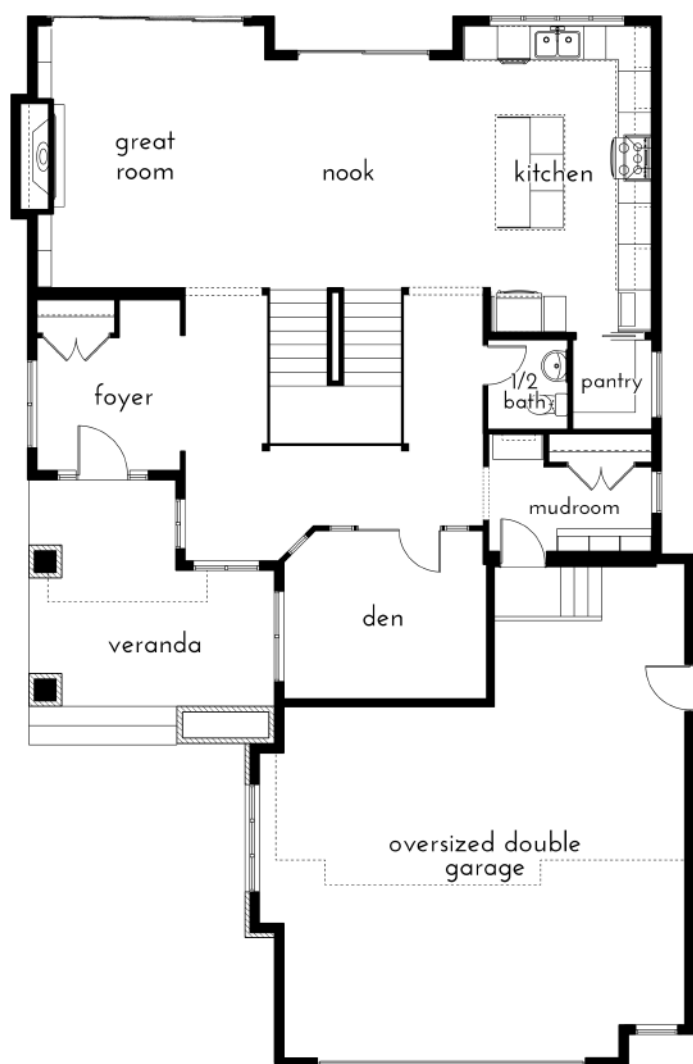 great
room
nook
kitchen
foyer
1/2
bath
pantry
mudroom
den
veranda
oversized double
garage